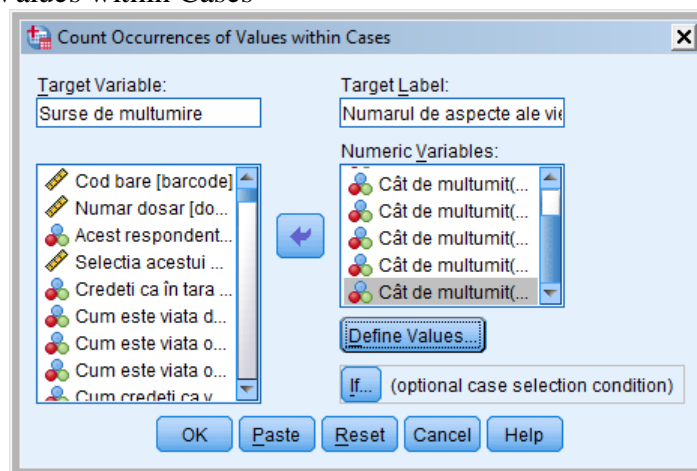 Values within Cases
Count Occurrences of Values within Cases
Target Variable:
Surse de multumire
Target Label:
Numarul de aspecte ale vie
Numeric Variables:
Cod bare [barcode]
Numar dosar [do...
Acest respondent...
Selectia acestui ...
Credeti ca în tara ...
Cum este viata d...
Cum este viata o...
Cum este viata o...
Cum credeti ca v
Cât de multumit(...
Cât de multumit(...
Cât de multumit(...
Cât de multumit(...
Cât de multumit(...
Define Values...
If... (optional case selection condition)
OK Paste Reset Cancel Help